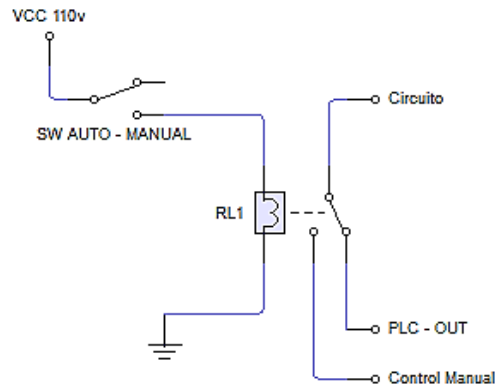 VCC 110v
Circuito
SW AUTO - MANUAL
RL1
PLC - OUT
Control Manual